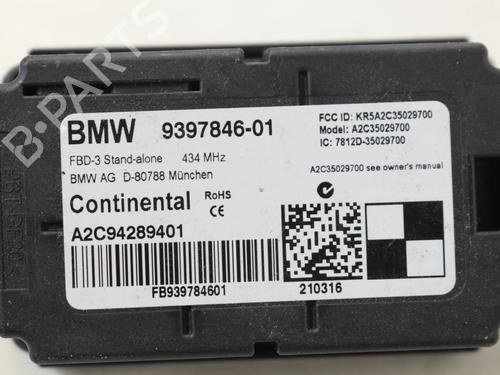 BMW 9397846-01
FBD-3 Stand-alone 434 MHz
BMW AG D-80788 München
Continental RoHS
CE
A2C94289401
FCC ID: KR5A2C35029700
Model: A2C35029700
IC: 7812D-35029700
A2C35029700 see owner's manual
FB939784601
210316